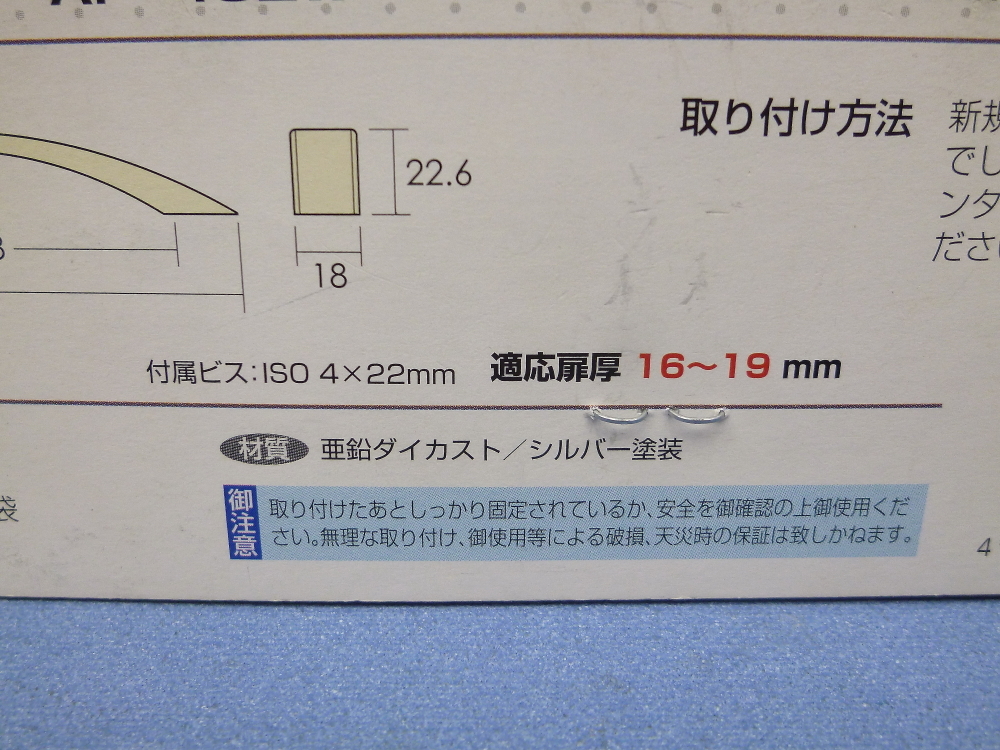 取り付け方法
新規
でし
ンタ
ださい
22.6
18
付属ビス:ISO 4×22mm
適応扉厚 16〜19 mm
材質 亜鉛ダイカスト/シルバー塗装
袋
御注意
取り付けたあとしっかり固定されているか、安全を御確認の上御使用くだ
さい。無理な取り付け、御使用等による破損、天災時の保証は致しかねます。
4